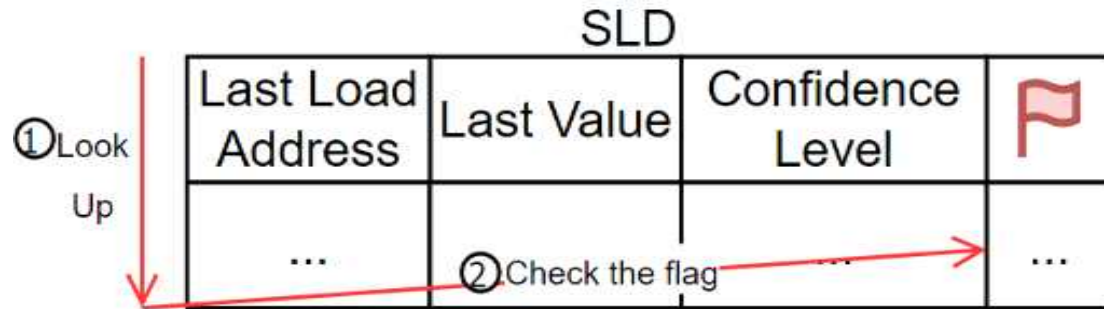 SLD
Last Load
Address
Last Value
Confidence
Level
①Look
Up
...
②Check the flag
...
...